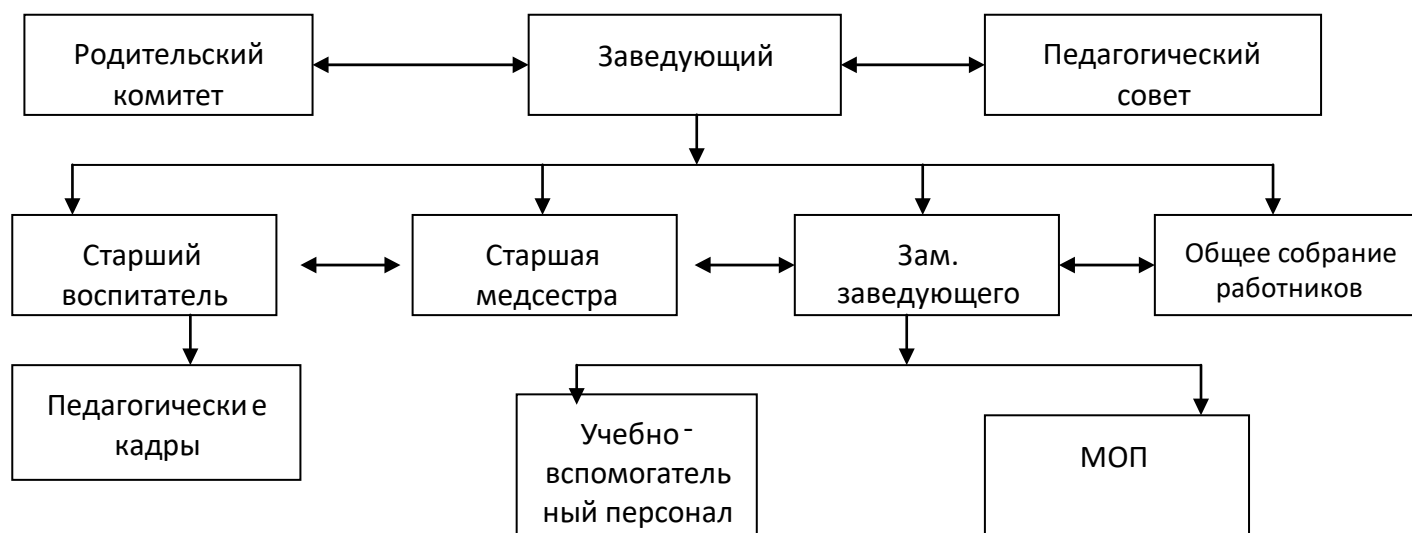 Родительский
комитет
Заведующий
Педагогический
совет
Старший
воспитатель
Старшая
медсестра
Зам.
заведующего
Общее собрание
работников
Педагогически е
кадры
Учебно -
вспомогатель
ный персонал
МОП